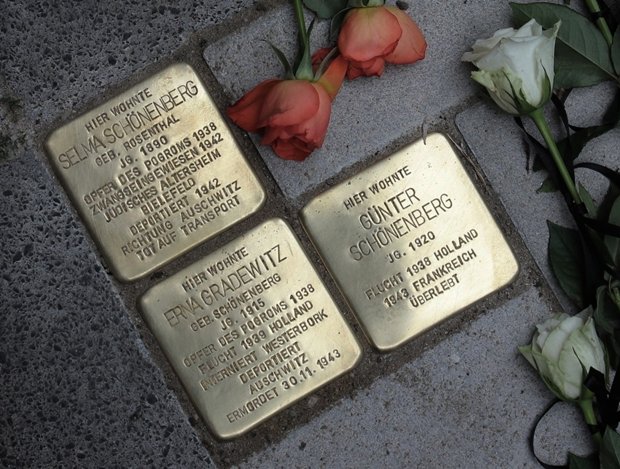 HIER WOHNTE
SELMA SCHÖNENBERG
GEB. ROSENTHAL
JG. 1890
OPFER DES POGROMS 1938
ZWANGSEINGEWIESEN 1942
JÜDISCHES ALTERSHEIM
BIELEFELD
DEPORTIERT 1942
RICHTUNG AUSCHWITZ
TOT AUF TRANSPORT
HIER WOHNTE
GÜNTER
SCHÖNENBERG
JG. 1920
FLUCHT 1938 HOLLAND
1943 FRANKREICH
ÜBERLEBT
HIER WOHNTE
ERNA GRADEWITZ
GEB. SCHÖNENBERG
JG. 1915
OPFER DES POGROMS 1938
FLUCHT 1939 HOLLAND
INTERNIERT WESTERBORK
DEPORTIERT
AUSCHWITZ
ERMORDET 30.11.1943